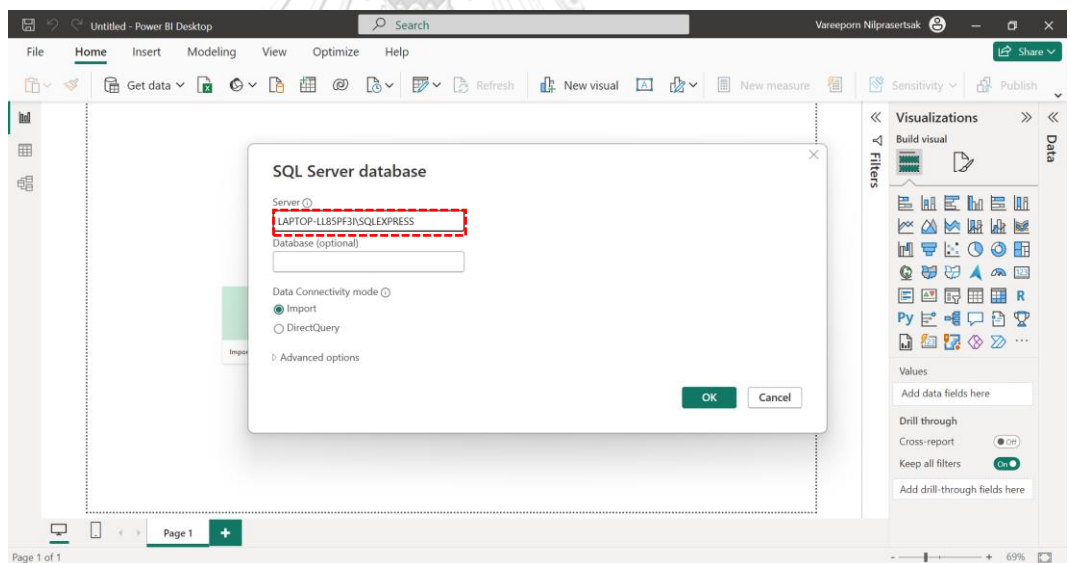 Untitled - Power BI Desktop
Search
Vareeporn Nilprasertsak
File Home Insert Modeling View Optimize Help
Share
Get data
Refresh
New visual
New measure
Sensitivity
Publish
SQL Server database
Server
LAPTOP-LL85PF3I\SQLEXPRESS
Database (optional)
Data Connectivity mode
Import
DirectQuery
Advanced options
OK Cancel
Impor
Filters
Visualizations
Build visual
Data
123
R
Py
Values
Add data fields here
Drill through
Cross-report
Off
Keep all filters
On
Add drill-through fields here
Page 1
Page 1 of 1
- + 69%